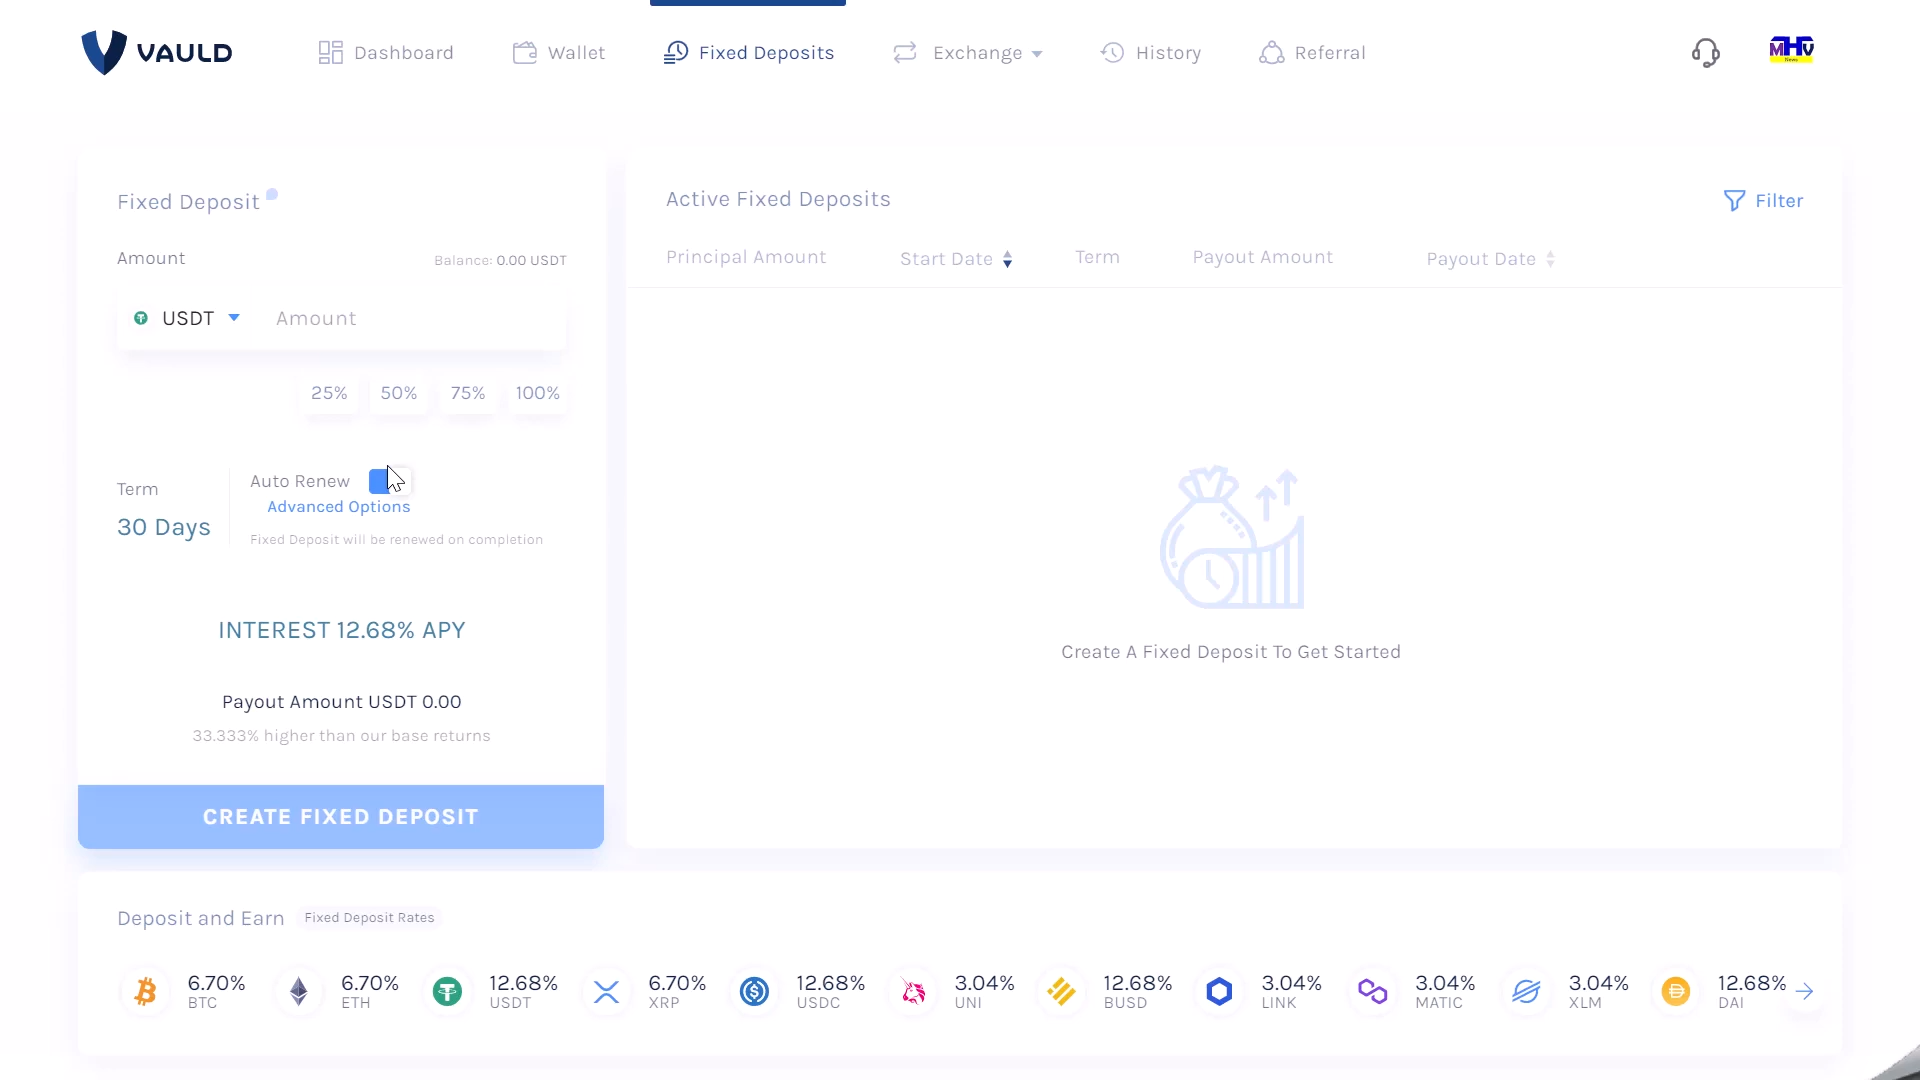 VAULD
Dashboard
Wallet
Fixed Deposits
Exchange
History
Referral
MHV
News
Fixed Deposit
Amount
Balance: 0.00 USDT
USDT
Amount
25%
50%
75%
100%
Term
30 Days
Auto Renew
Advanced Options
Fixed Deposit will be renewed on completion
INTEREST 12.68% APY
Payout Amount USDT 0.00
33.333% higher than our base returns
CREATE FIXED DEPOSIT
Active Fixed Deposits
Filter
Principal Amount
Start Date
Term
Payout Amount
Payout Date
Create A Fixed Deposit To Get Started
Deposit and Earn
Fixed Deposit Rates
6.70%
BTC
6.70%
ETH
12.68%
USDT
6.70%
XRP
12.68%
USDC
3.04%
UNI
12.68%
BUSD
3.04%
LINK
3.04%
MATIC
3.04%
XLM
12.68%
DAI